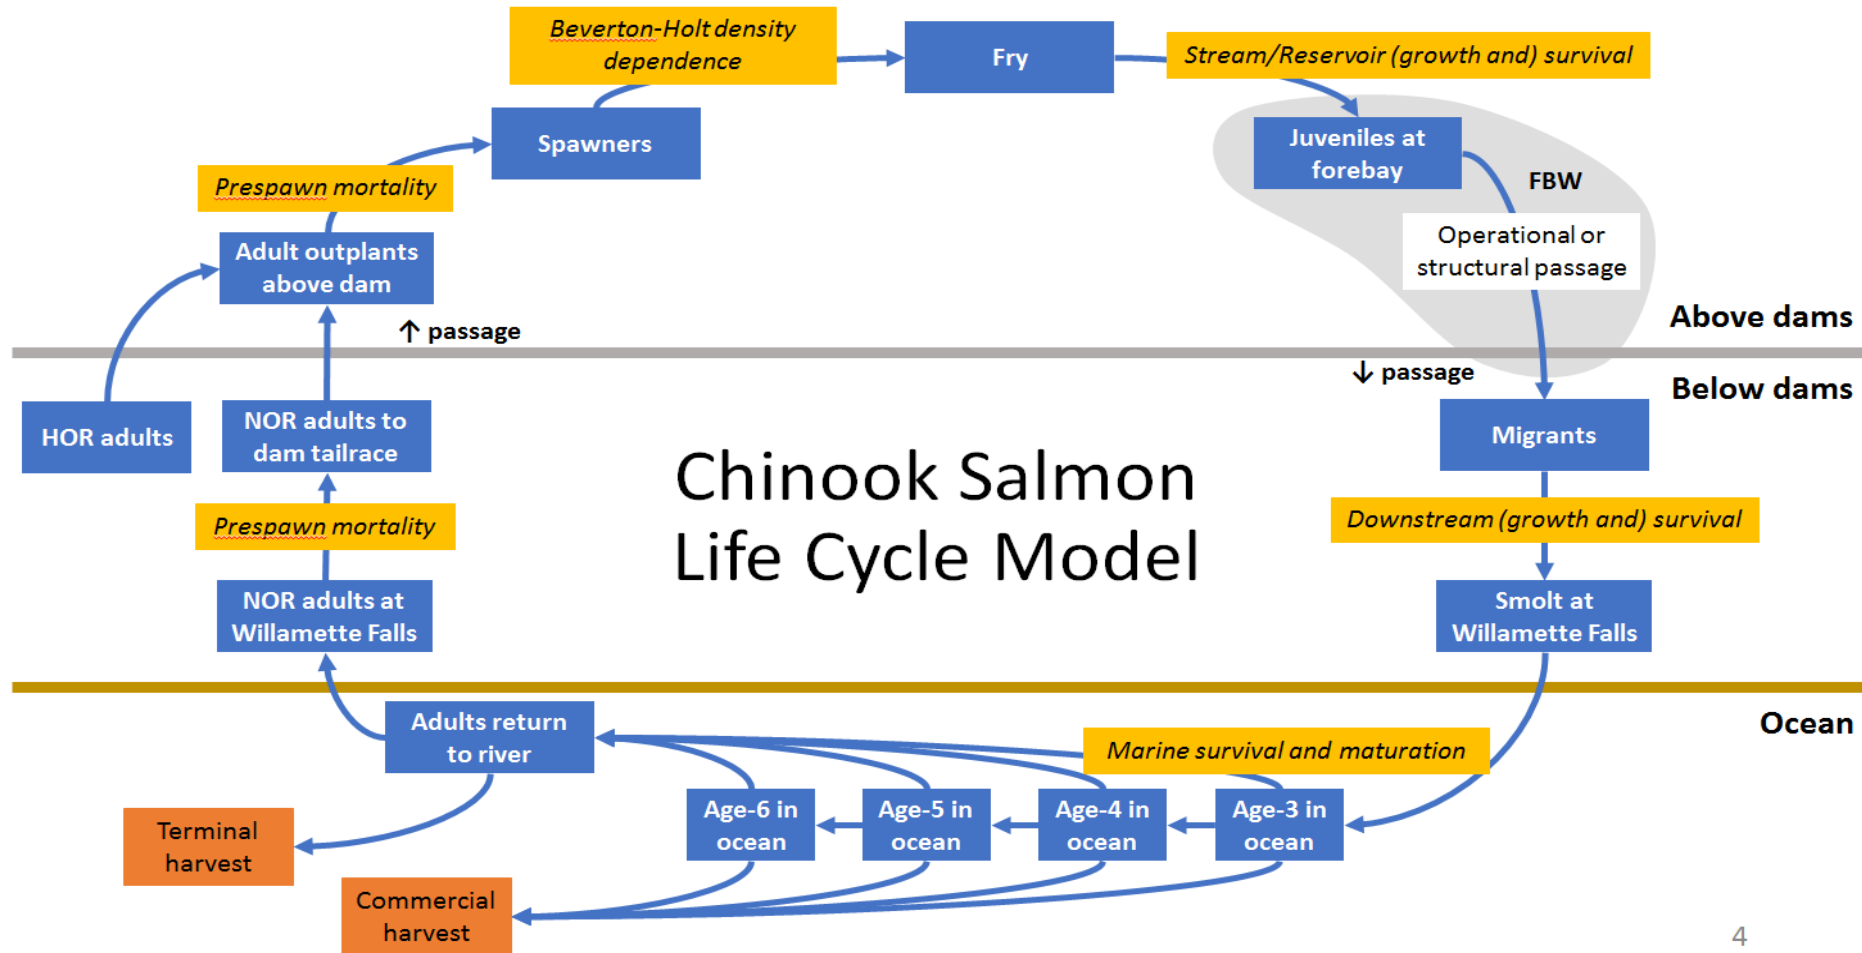 Beverton-Holt density
dependence
Fry
Stream/Reservoir (growth and) survival
Spawners
Juveniles at
forebay
FBW
Prespawn mortality
Operational or
structural passage
Adult outplants
above dam
↑ passage
Above dams
↓ passage
Below dams
HOR adults
NOR adults to
dam tailrace
Migrants
Chinook Salmon
Life Cycle Model
Prespawn mortality
Downstream (growth and) survival
NOR adults at
Willamette Falls
Smolt at
Willamette Falls
Adults return
to river
Ocean
Marine survival and maturation
Age-6 in
ocean
Age-5 in
ocean
Age-4 in
ocean
Age-3 in
ocean
Terminal
harvest
Commercial
harvest
4